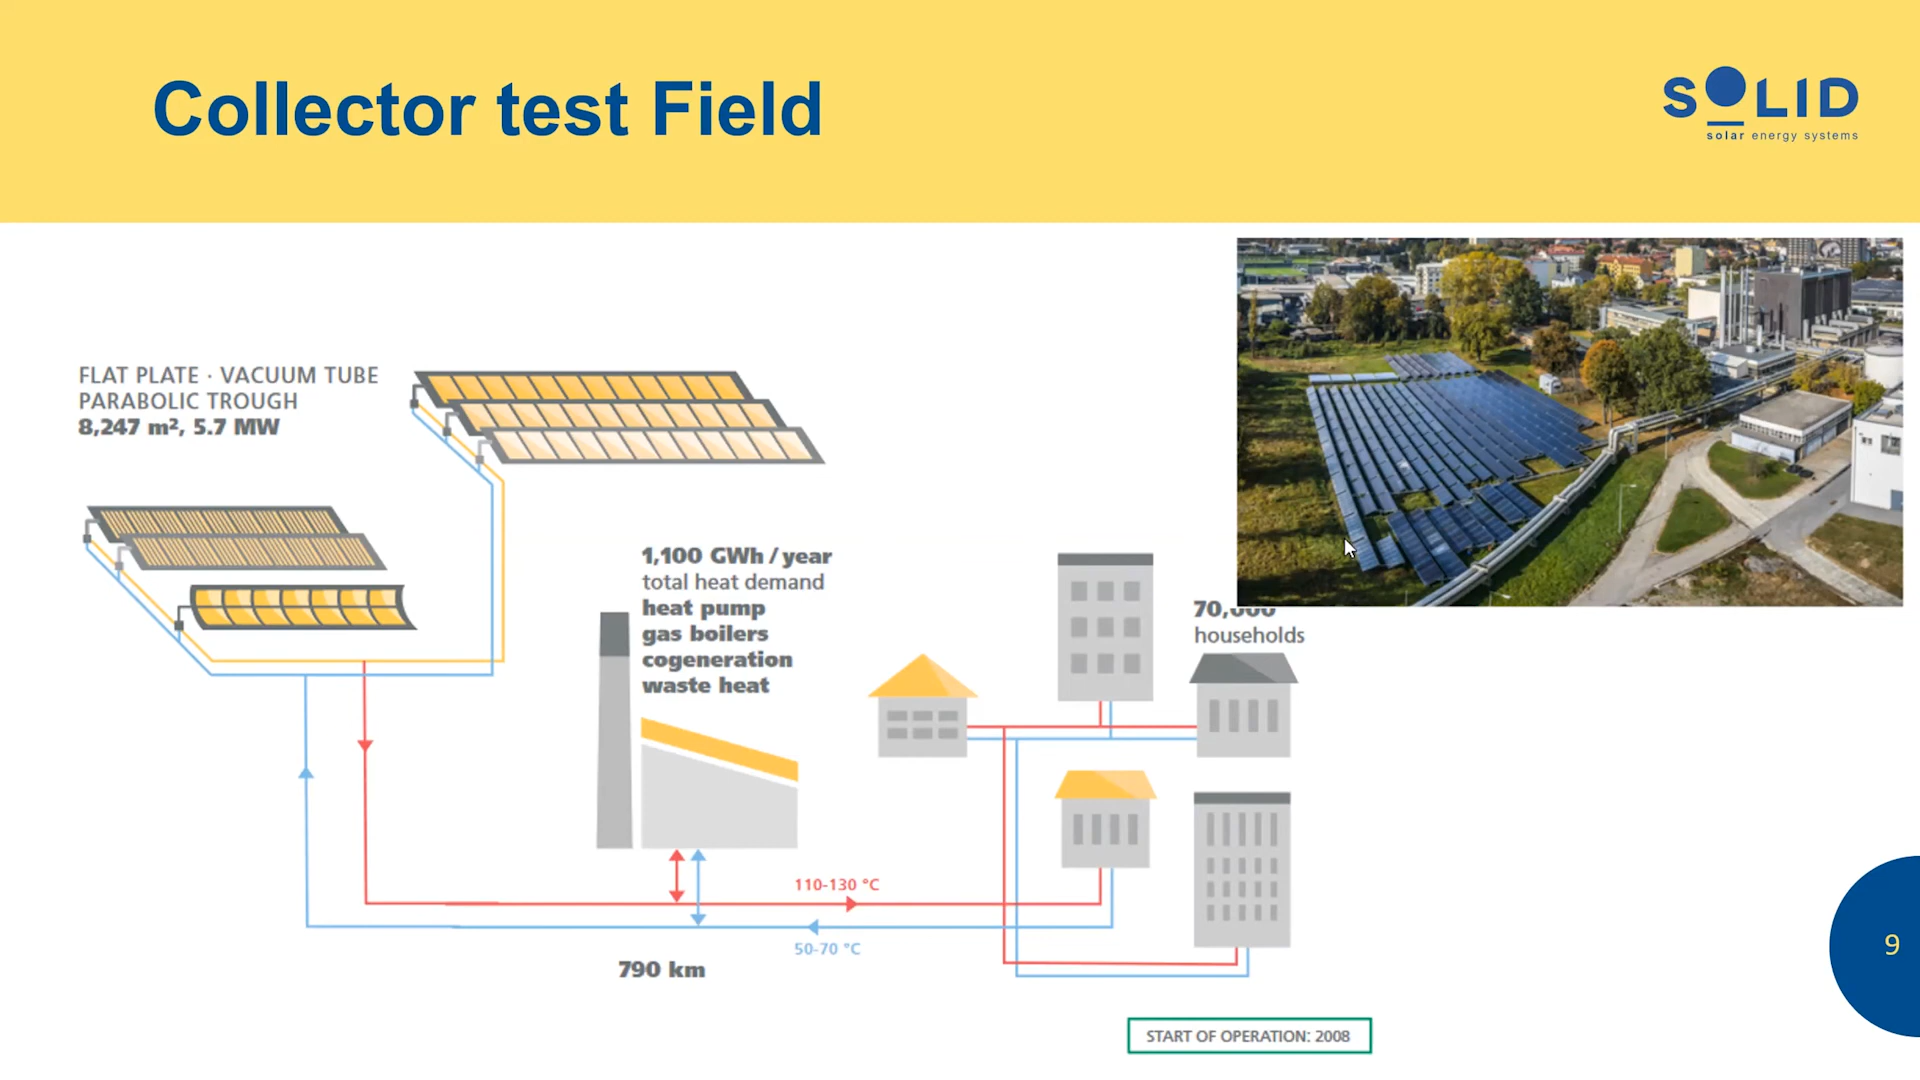 Collector test Field
SOLID
solar energy systems
FLAT PLATE · VACUUM TUBE
PARABOLIC TROUGH
8,247 m², 5.7 MW
1,100 GWh / year
total heat demand
heat pump
gas boilers
cogeneration
waste heat
70,000
households
110-130 °C
50-70 °C
790 km
START OF OPERATION: 2008
9